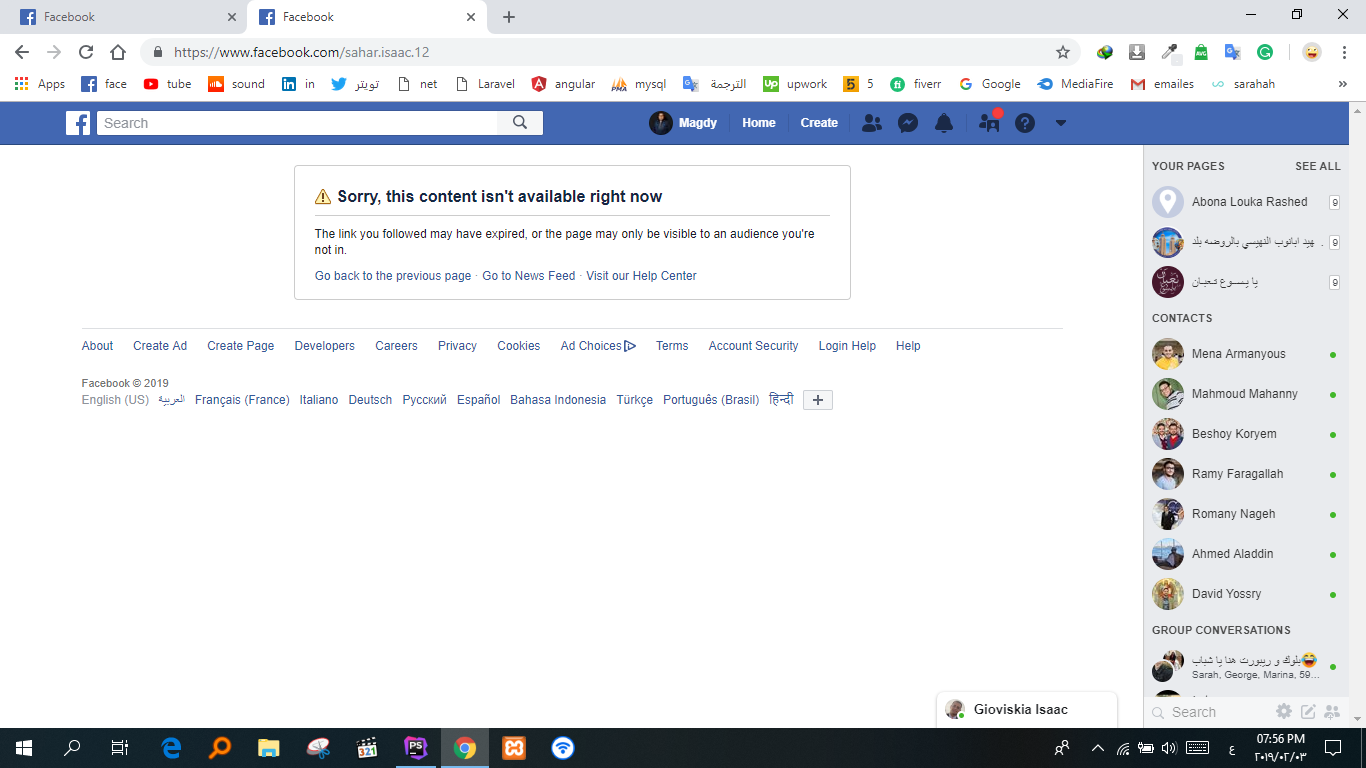 Facebook
Facebook
https://www.facebook.com/sahar.isaac.12
Apps face tube sound in تويتر net Laravel angular mysql الترجمة upwork 5 fiverr Google MediaFire emailes sarahah »
Search Magdy Home Create
Sorry, this content isn't available right now
The link you followed may have expired, or the page may only be visible to an audience you're
not in.
Go back to the previous page · Go to News Feed · Visit our Help Center
About Create Ad Create Page Developers Careers Privacy Cookies Ad Choices Terms Account Security Login Help Help
Facebook © 2019
English (US) العربية Français (France) Italiano Deutsch Русский Español Bahasa Indonesia Türkçe Português (Brasil) हिन्दी
YOUR PAGES SEE ALL
Abona Louka Rashed 9
هيد ابانوب النهيسي بالروضه بلد 9
يا يسوع تعبان 9
CONTACTS
Mena Armanyous
Mahmoud Mahanny
Beshoy Koryem
Ramy Faragallah
Romany Nageh
Ahmed Aladdin
David Yossry
GROUP CONVERSATIONS
بلوك و ريبورت هنا يا شباب😂
Sarah, George, Marina, 59...
Search
Gioviskia Isaac
321 PS
ع
07:56 PM
٢٠١٩/٠٢/٠٣